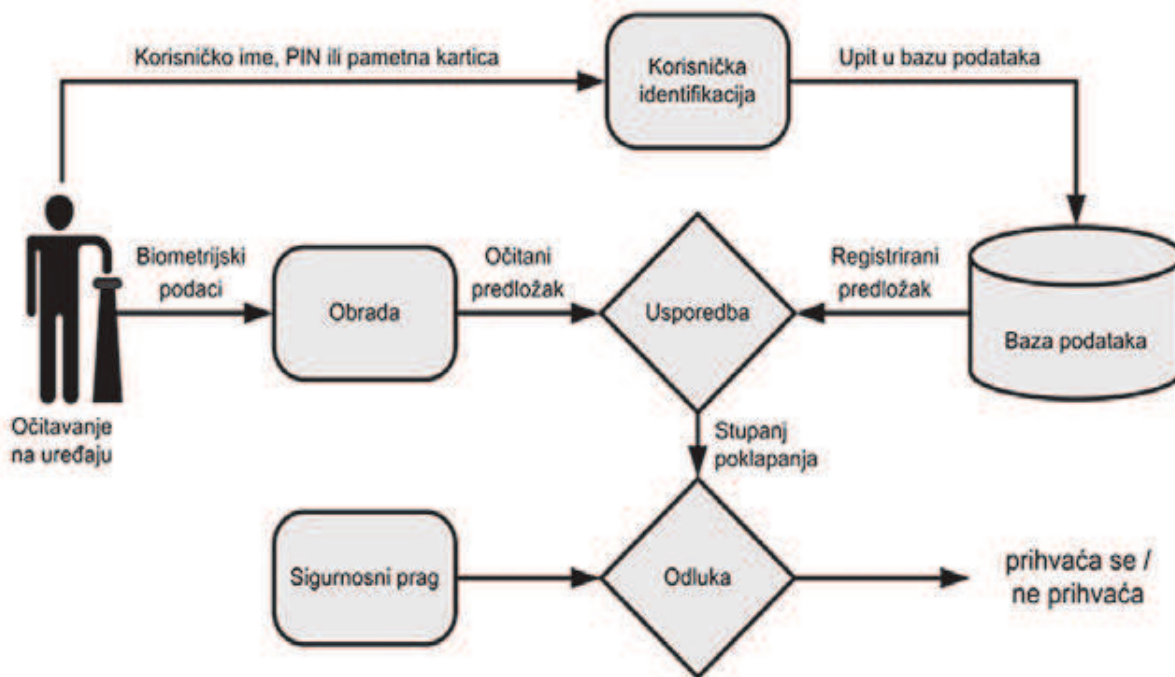 Korisničko ime, PIN ili pametna kartica
Korisnička
identifikacija
Upit u bazu podataka
Biometrijski
podaci
Obrada
Očitani
predložak
Usporedba
Registrirani
predložak
Baza podataka
Očitavanje
na uređaju
Stupanj
poklapanja
Sigurnosni prag
Odluka
prihvaća se /
ne prihvaća